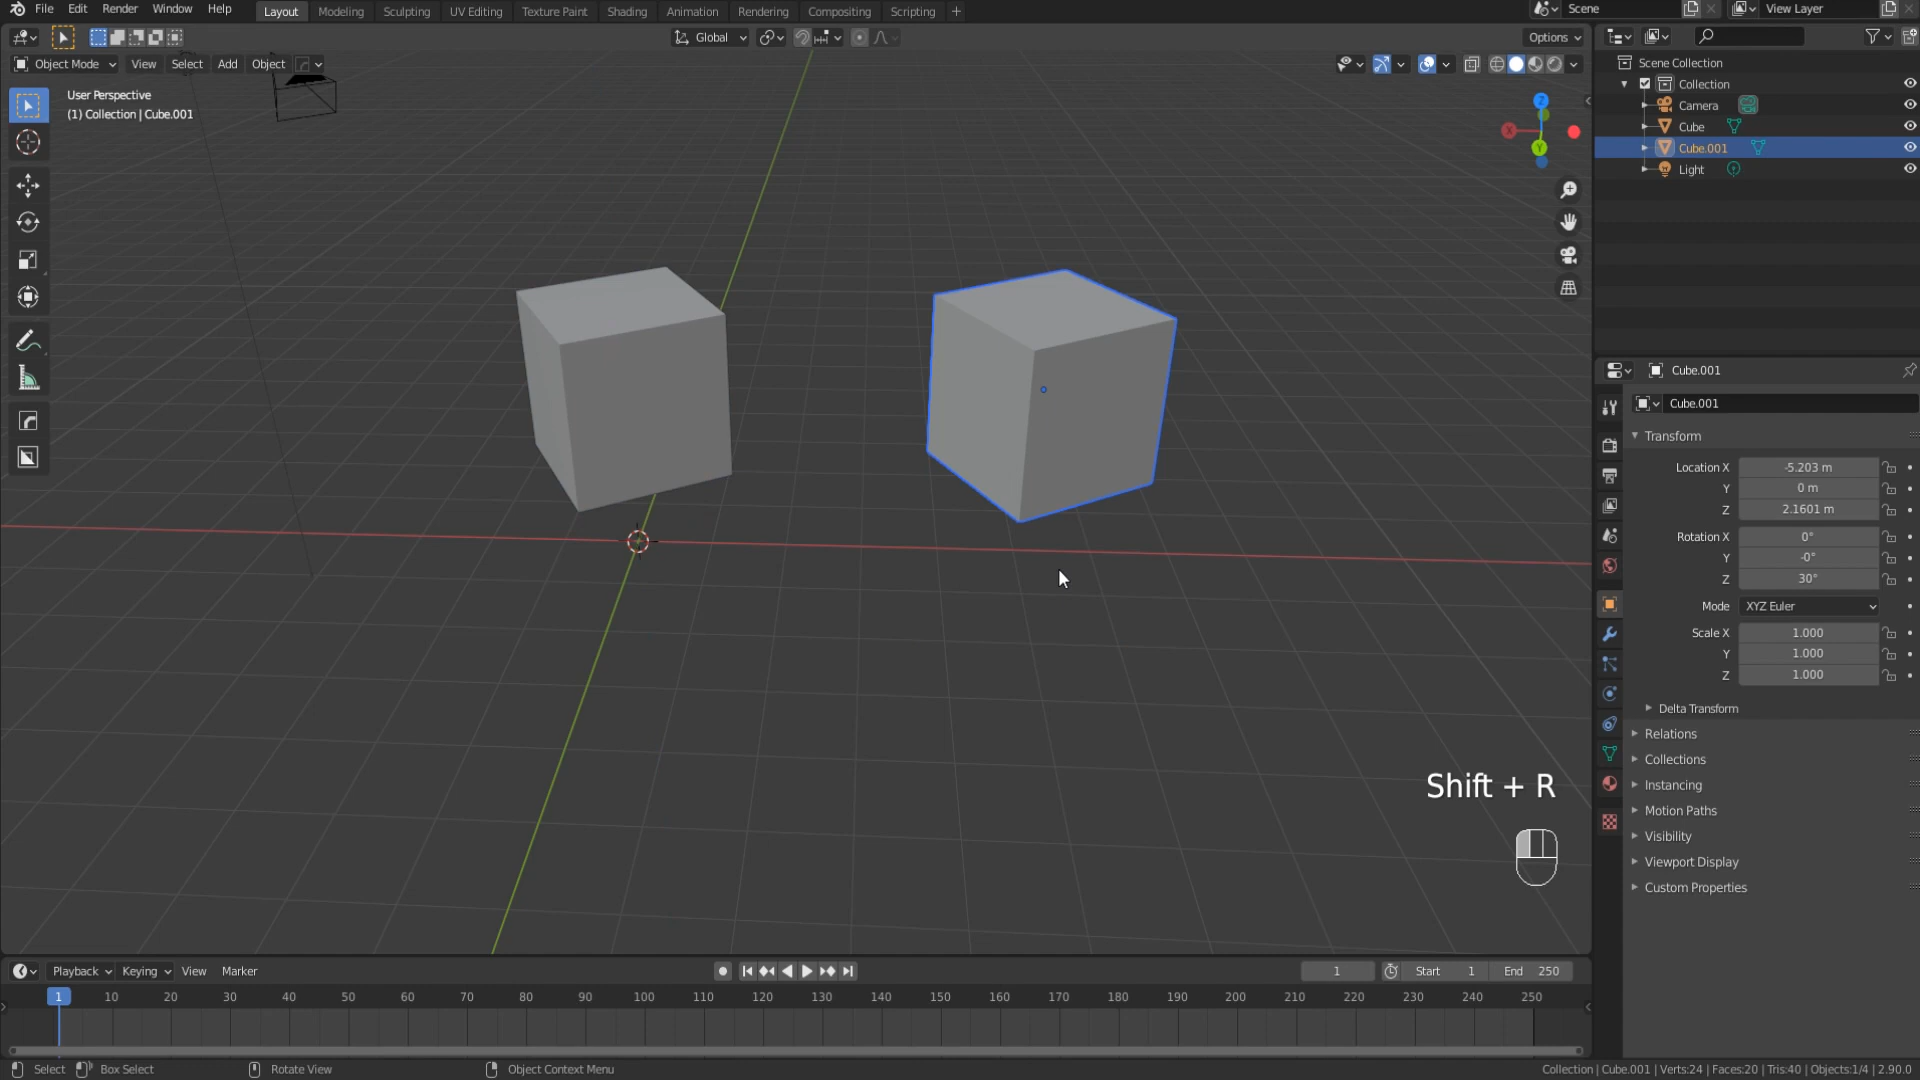 File Edit Render Window Help Layout Modeling Sculpting UV Editing Texture Paint Shading Animation Rendering Compositing Scripting + Scene View Layer
Global Options
Object Mode View Select Add Object
User Perspective
(1) Collection | Cube.001
Z
X
Y
Scene Collection
Collection
Camera
Cube
Cube.001
Light
Cube.001
Cube.001
Transform
Location X -5.203 m
Y 0 m
Z 2.1601 m
Rotation X 0°
Y -0°
Z 30°
Mode XYZ Euler
Scale X 1.000
Y 1.000
Z 1.000
Delta Transform
Relations
Collections
Instancing
Motion Paths
Visibility
Viewport Display
Custom Properties
Shift + R
Playback Keying View Marker 1 Start 1 End 250
1 10 20 30 40 50 60 70 80 90 100 110 120 130 140 150 160 170 180 190 200 210 220 230 240 250
Select Box Select Rotate View Object Context Menu Collection | Cube.001 | Verts:24 | Faces:20 | Tris:40 | Objects:1/4 | 2.90.0